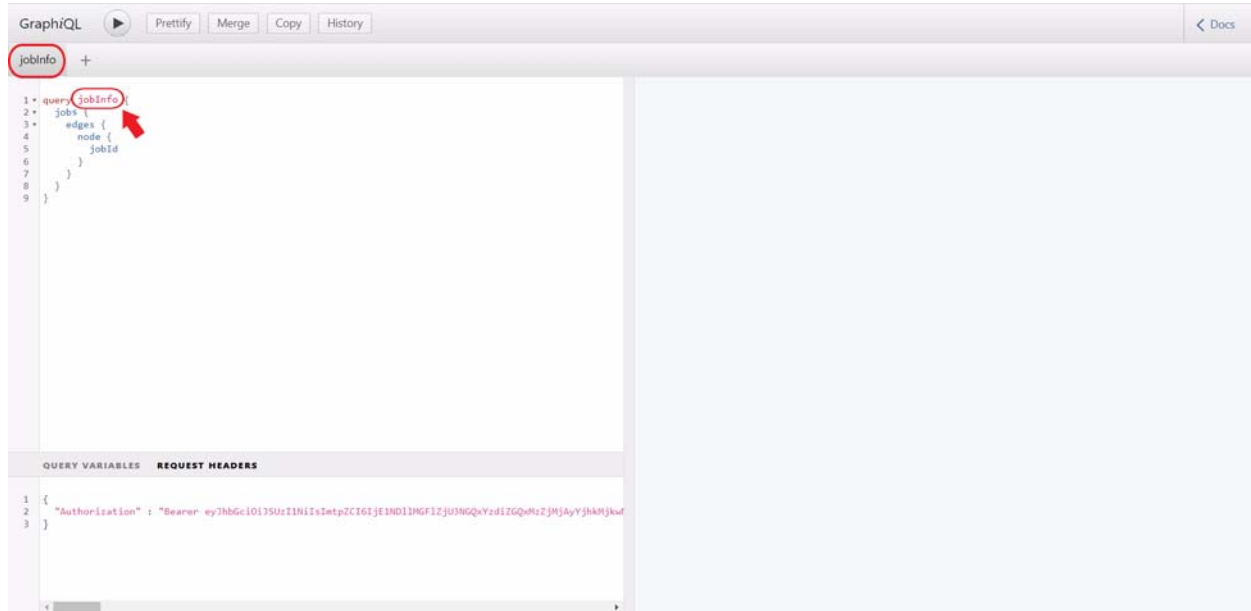 GraphiQL Prettify Merge Copy History < Docs
jobInfo +
1 query jobInfo {
2 jobs {
3 edges {
4 node {
5 jobId
6 }
7 }
8 }
9 }
QUERY VARIABLES REQUEST HEADERS
1 {
2 "Authorization" : "Bearer
3 }